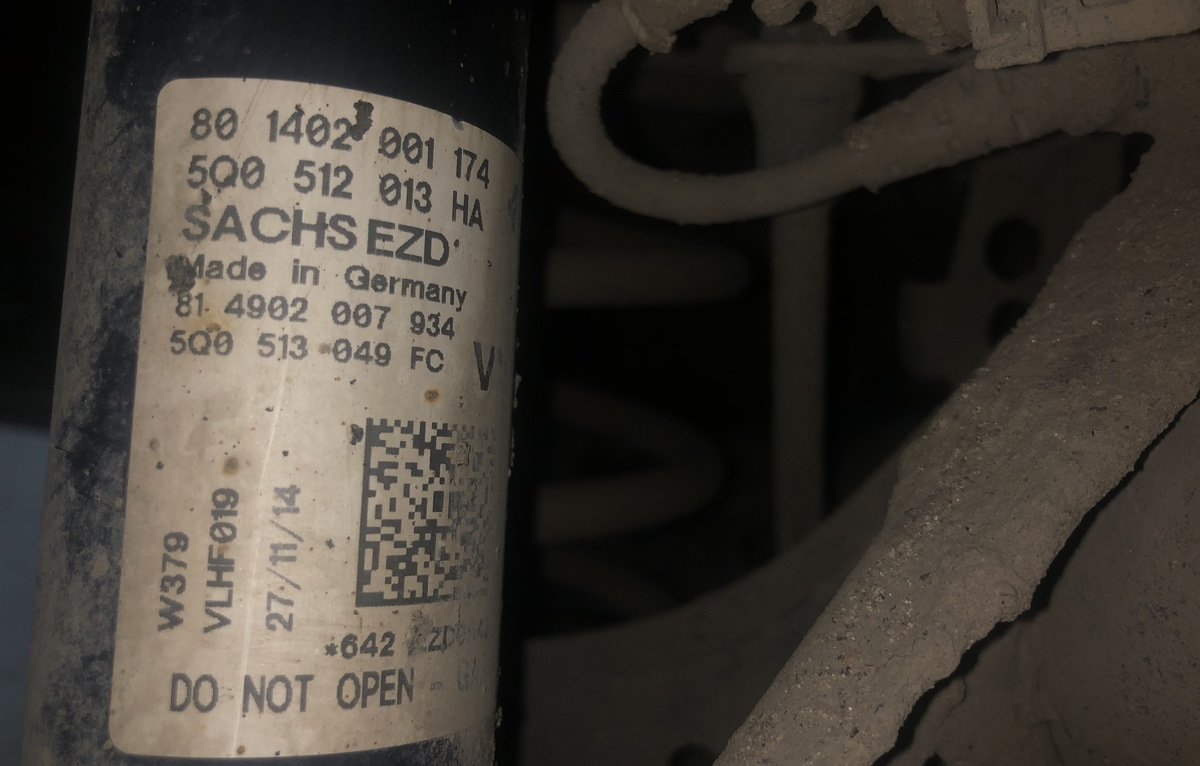 80 1402 001 174
5Q0 512 013 HA
SACHS EZD
Made in Germany
81 4902 007 934
5Q0 513 049 FC V
W379
VLHF019
27/11/14
*642
DO NOT OPEN -